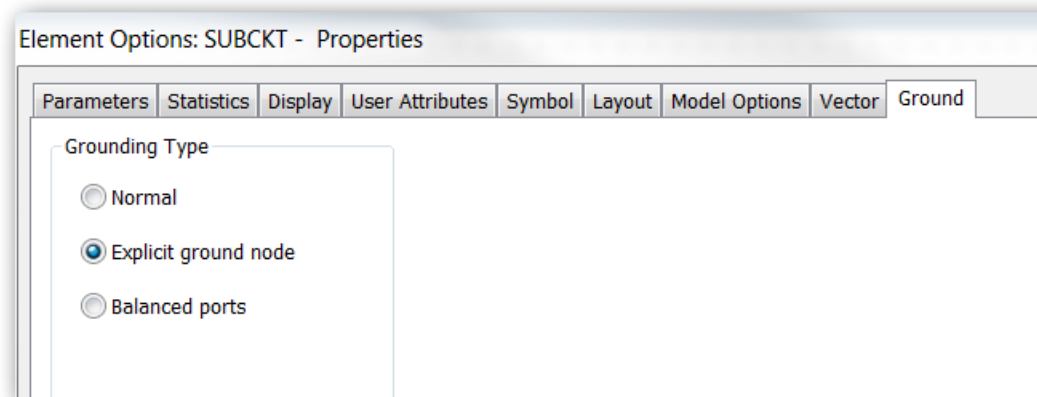 Element Options: SUBCKT - Properties
Parameters Statistics Display User Attributes Symbol Layout Model Options Vector Ground
Grounding Type
Normal
Explicit ground node
Balanced ports